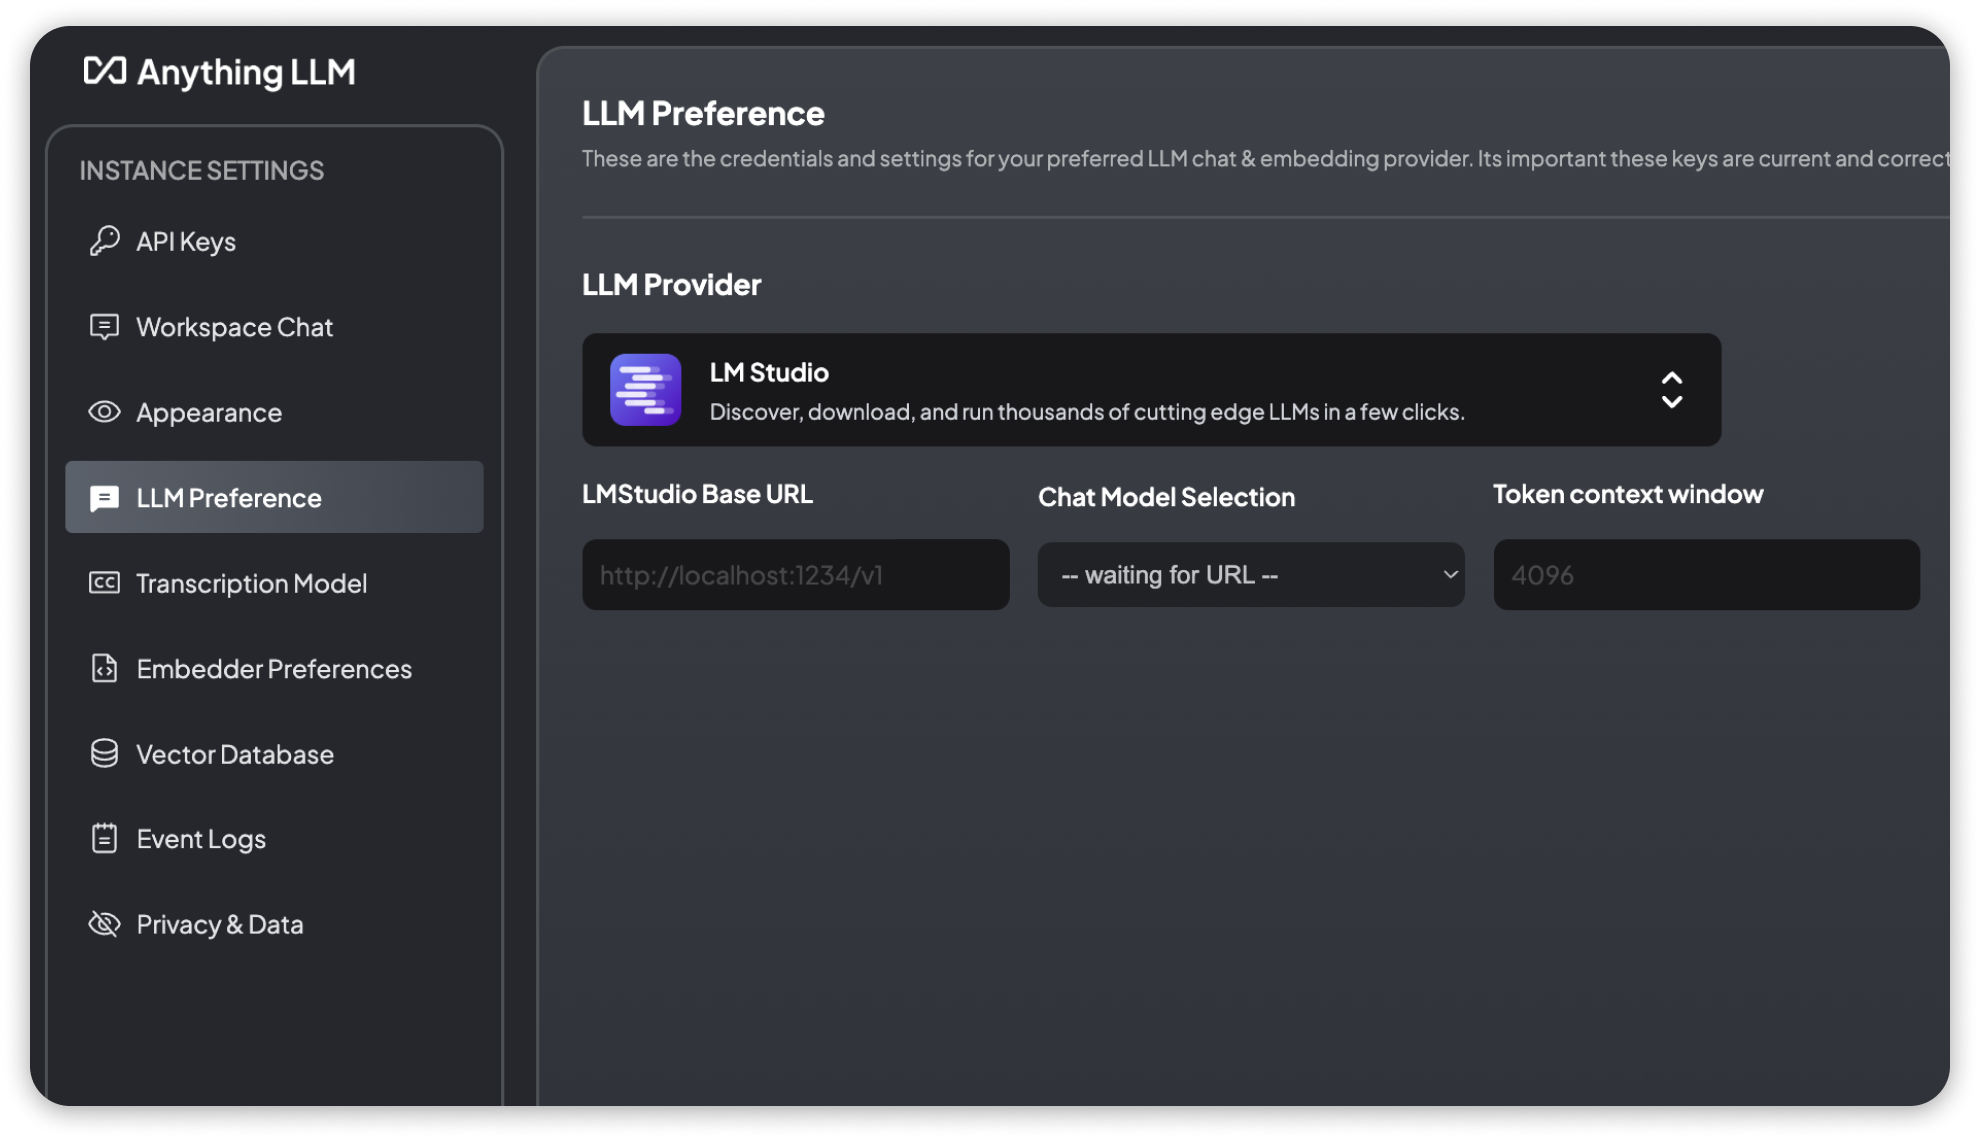 Anything LLM
INSTANCE SETTINGS
API Keys
Workspace Chat
Appearance
LLM Preference
CC Transcription Model
Embedder Preferences
Vector Database
Event Logs
Privacy & Data
LLM Preference
These are the credentials and settings for your preferred LLM chat & embedding provider. Its important these keys are current and correct
LLM Provider
LM Studio
Discover, download, and run thousands of cutting edge LLMs in a few clicks.
LMStudio Base URL
http://localhost:1234/v1
Chat Model Selection
-- waiting for URL --
Token context window
4096